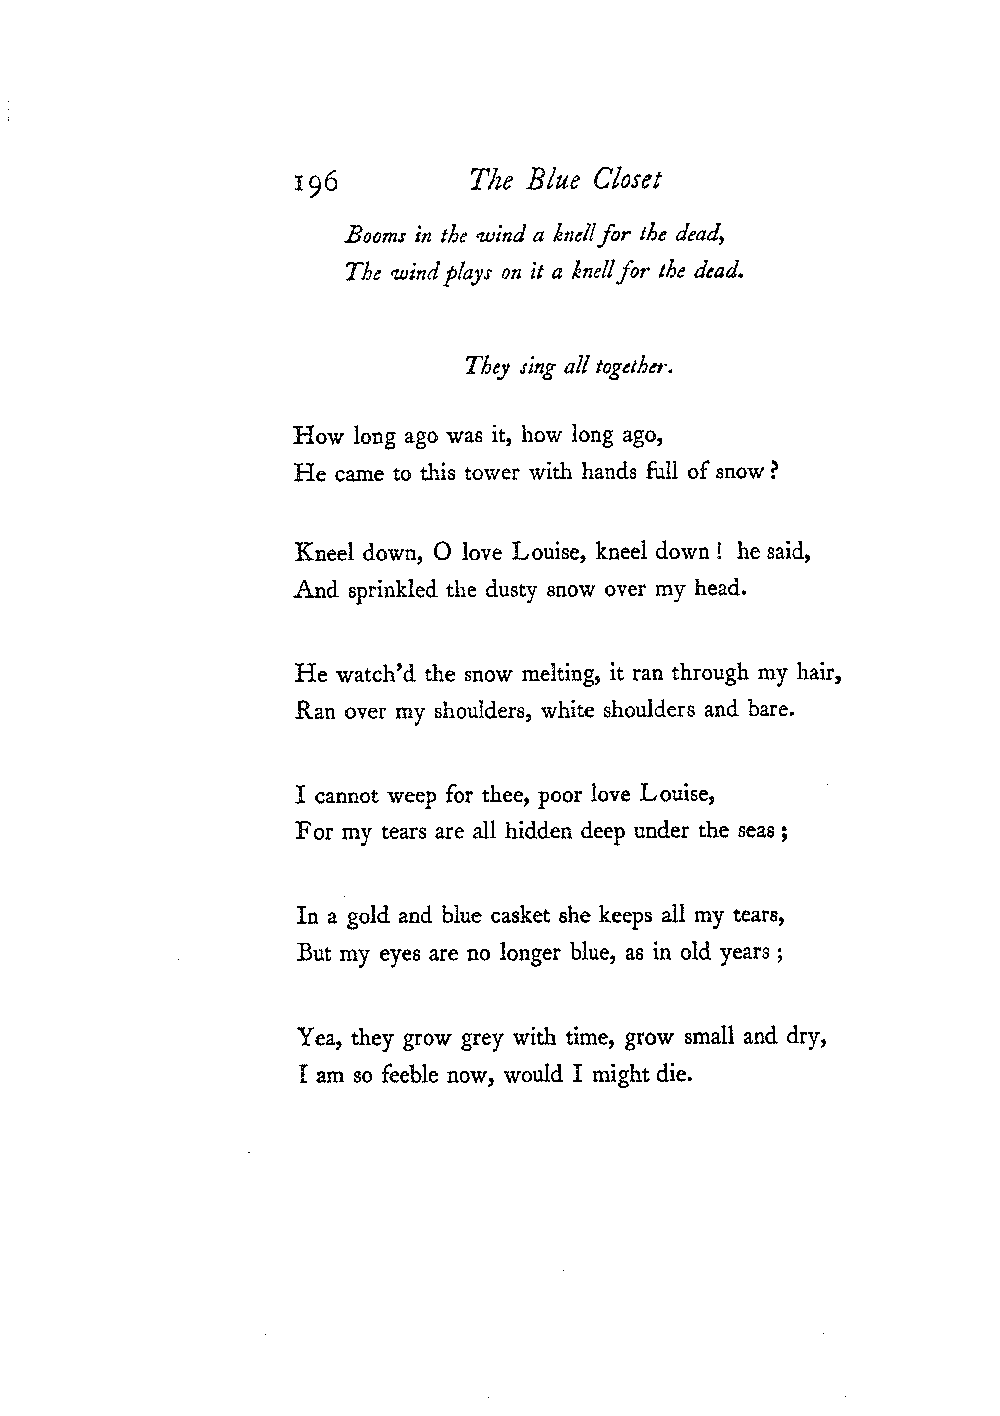 196 The Blue Closet
Booms in the wind a knell for the dead,
The wind plays on it a knell for the dead.
They sing all together.
How long ago was it, how long ago,
He came to this tower with hands full of snow?
Kneel down, O love Louise, kneel down! he said,
And sprinkled the dusty snow over my head.
He watch'd the snow melting, it ran through my hair,
Ran over my shoulders, white shoulders and bare.
I cannot weep for thee, poor love Louise,
For my tears are all hidden deep under the seas;
In a gold and blue casket she keeps all my tears,
But my eyes are no longer blue, as in old years;
Yea, they grow grey with time, grow small and dry,
I am so feeble now, would I might die.